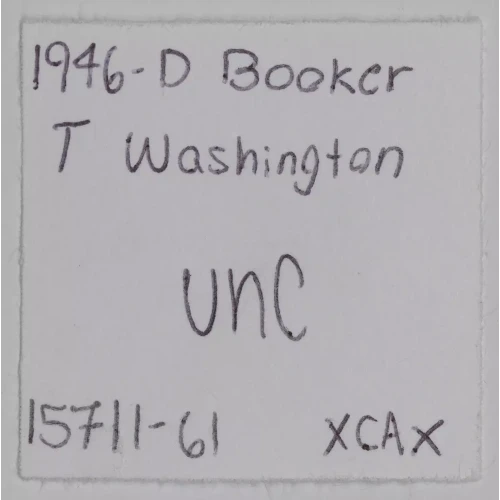 1946-D Booker
T Washington
UNC
15711-61 XCAX